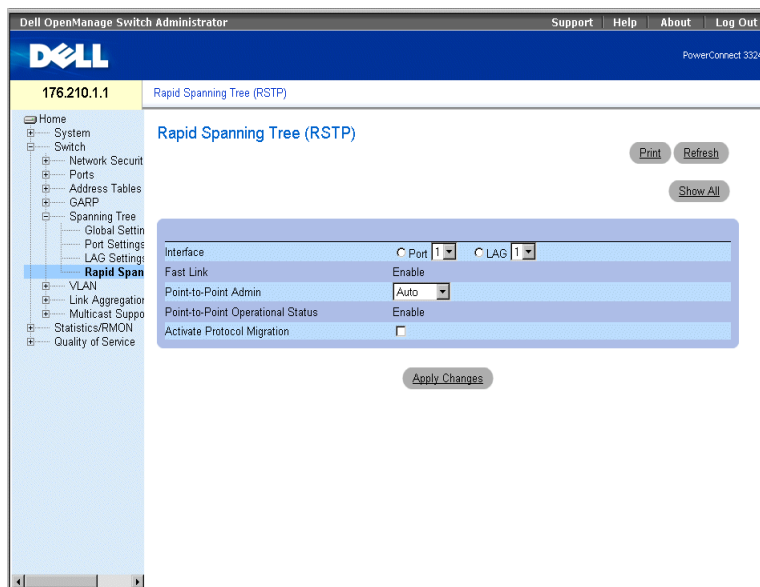 Dell OpenManage Switch Administrator
Support | Help | About | Log Out
DELL
PowerConnect 3324
176.210.1.1
Rapid Spanning Tree (RSTP)
Home
System
Switch
Network Securit
Ports
Address Tables
GARP
Spanning Tree
Global Settin
Port Settings
LAG Settings
Rapid Span
VLAN
Link Aggregation
Multicast Suppo
Statistics/RMON
Quality of Service
Rapid Spanning Tree (RSTP)
Print Refresh
Show All
Interface Port 1 LAG 1
Fast Link Enable
Point-to-Point Admin Auto
Point-to-Point Operational Status Enable
Activate Protocol Migration
Apply Changes